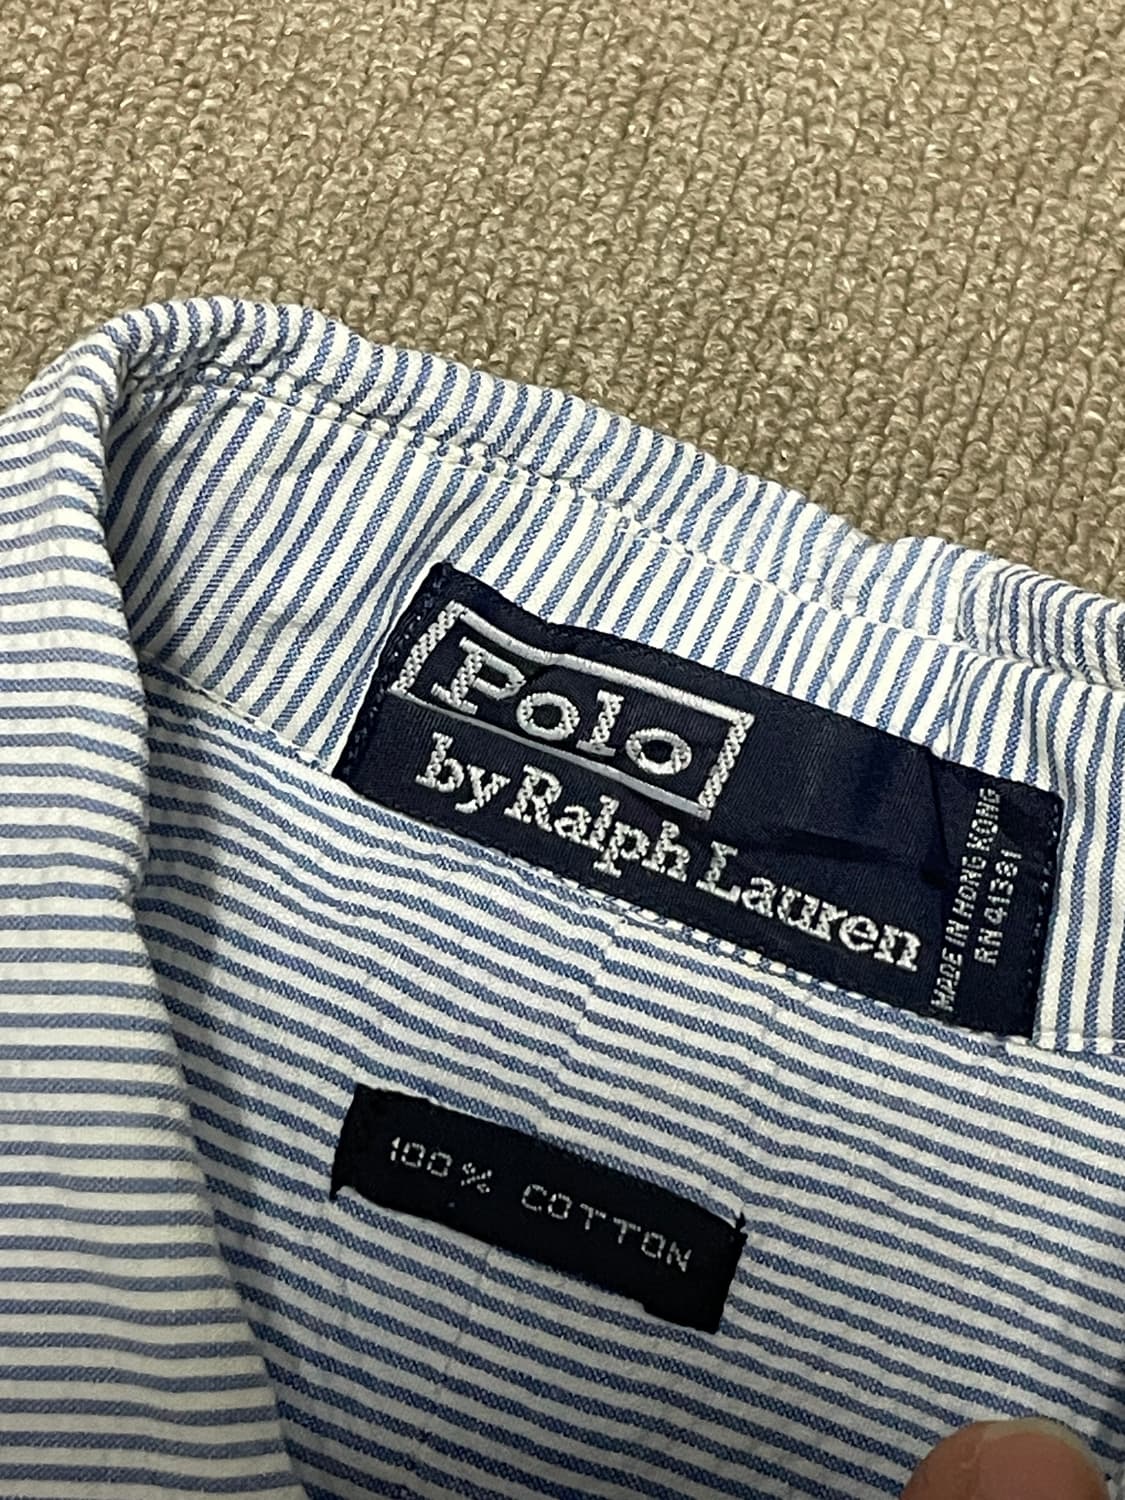 Polo
by Ralph Lauren
MADE IN HONG KONG
RN 41381
100% COTTON